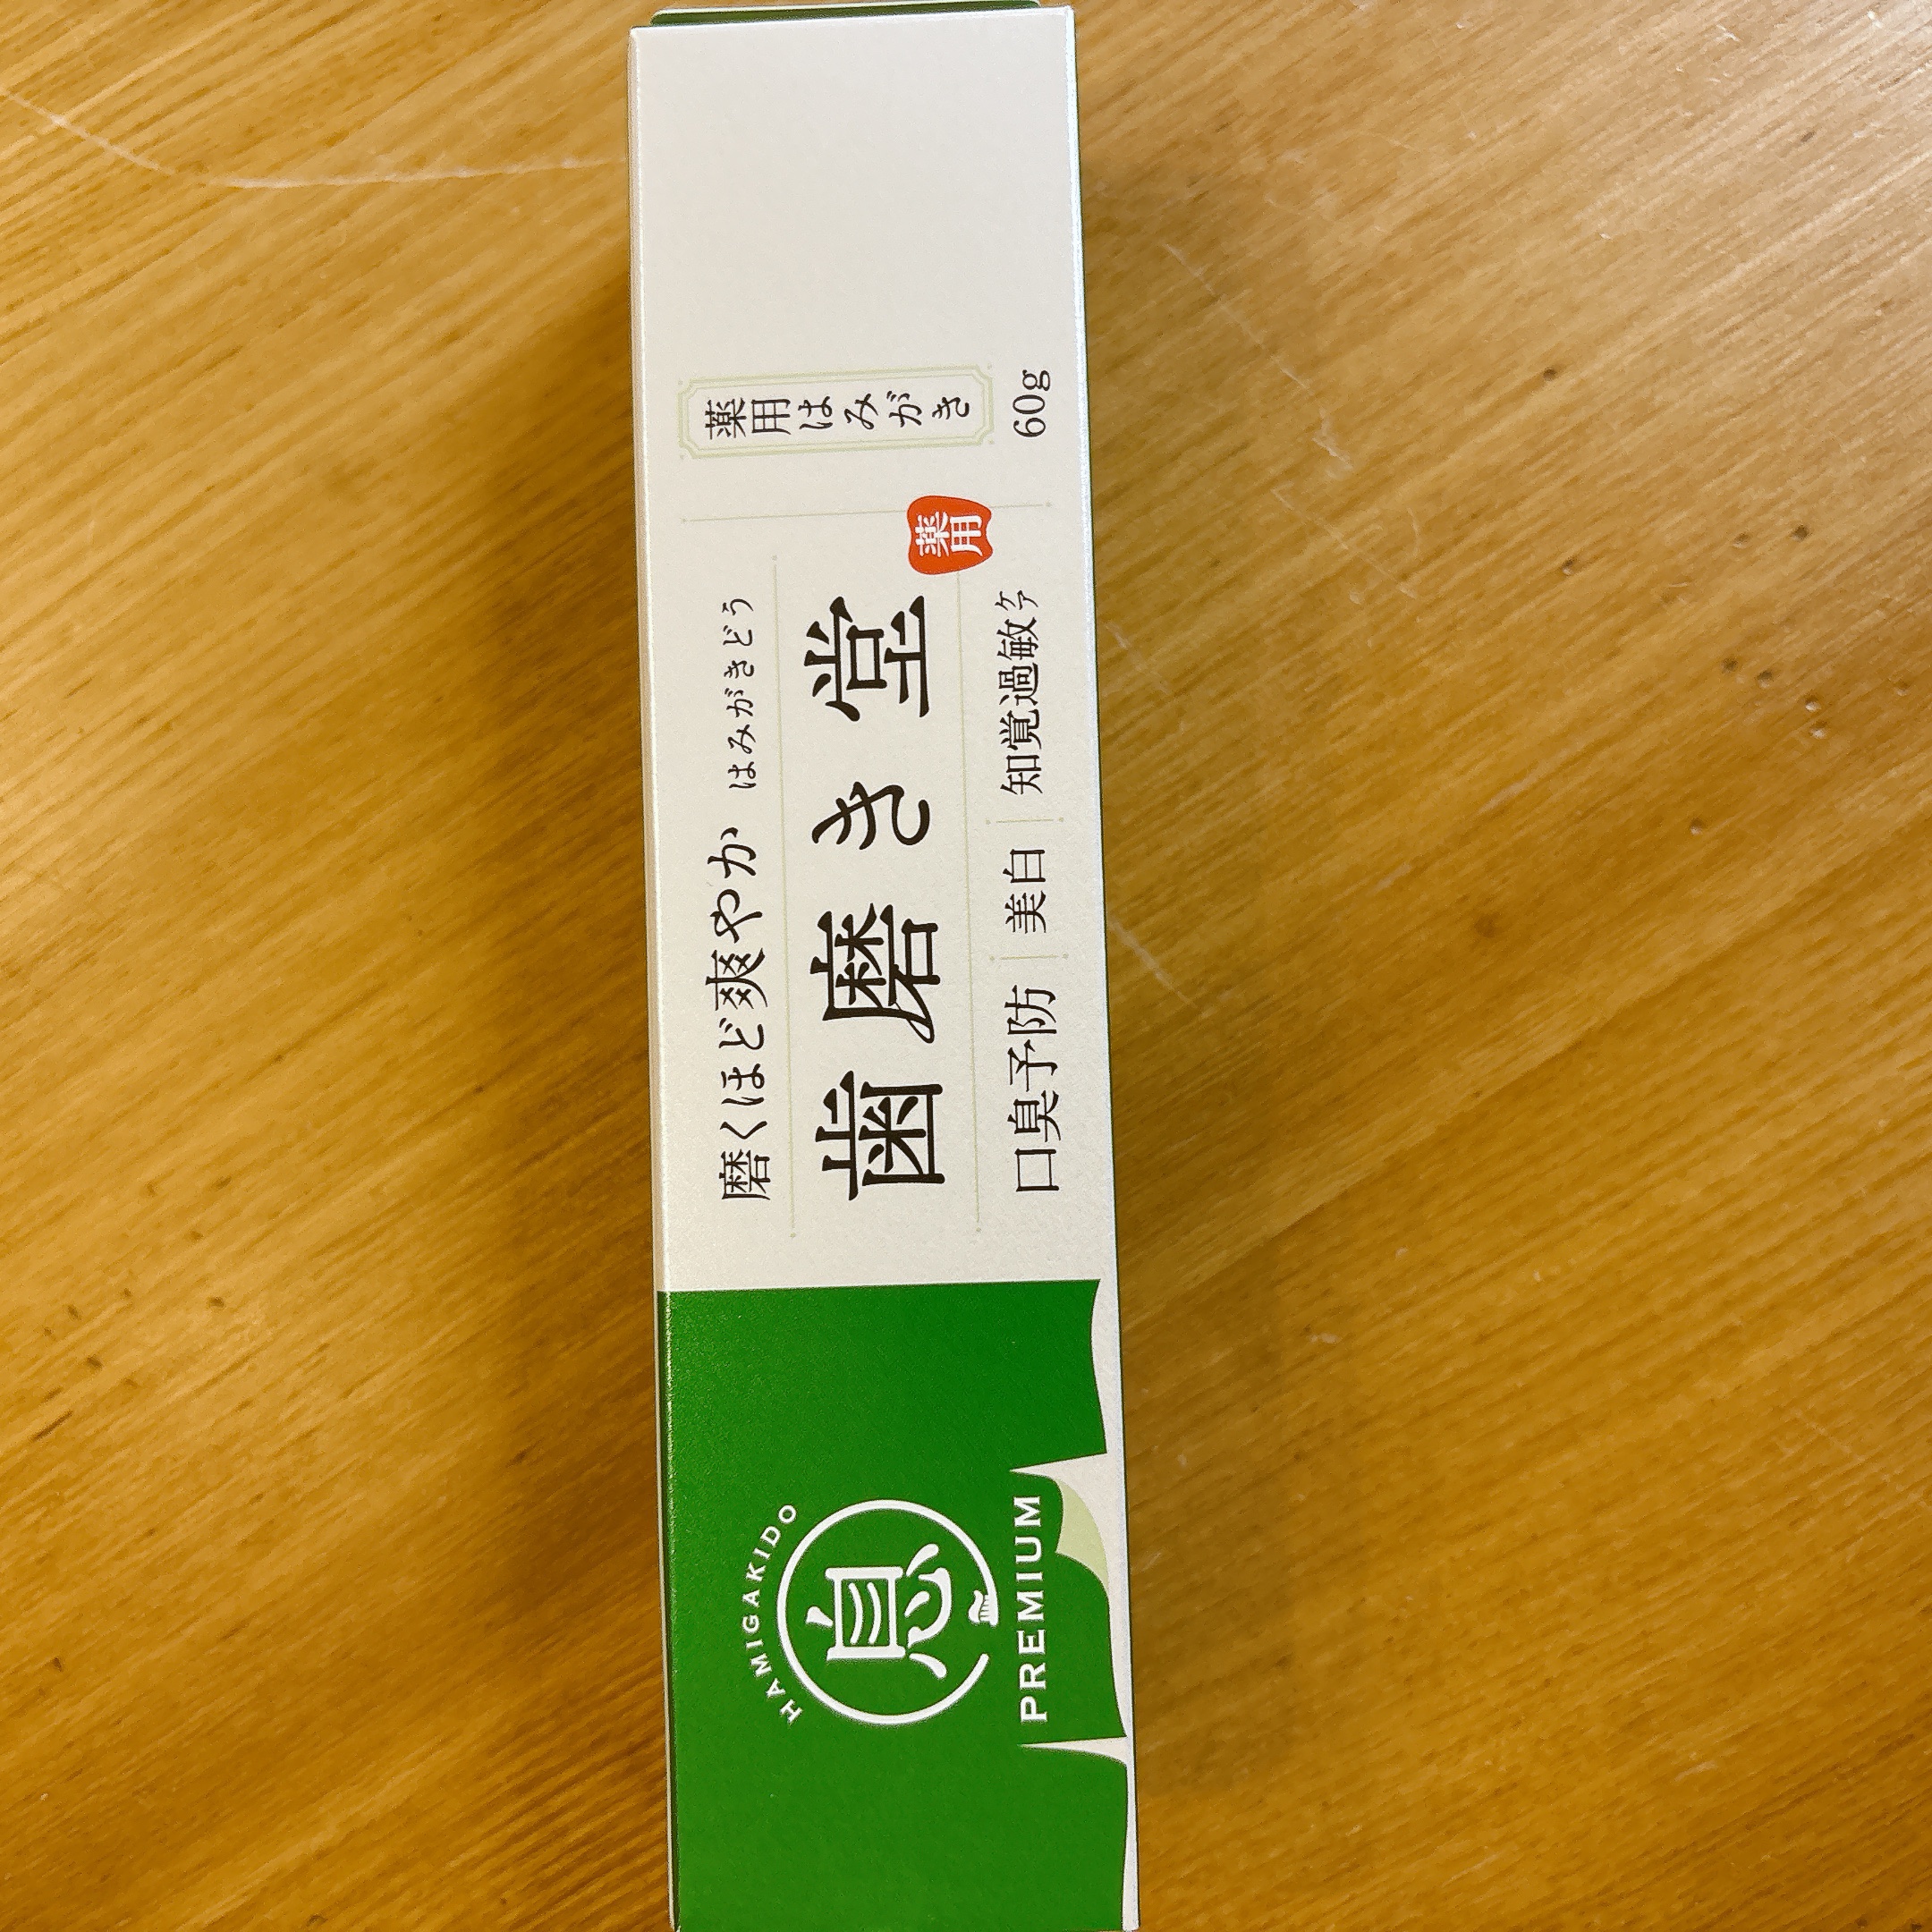 HAMIGAKIDO
息
PREMIUM
磨くほど爽やか はみがきどう
歯磨き堂
薬用
口臭予防 美白 知覚過敏ケア
薬用はみがき
60g